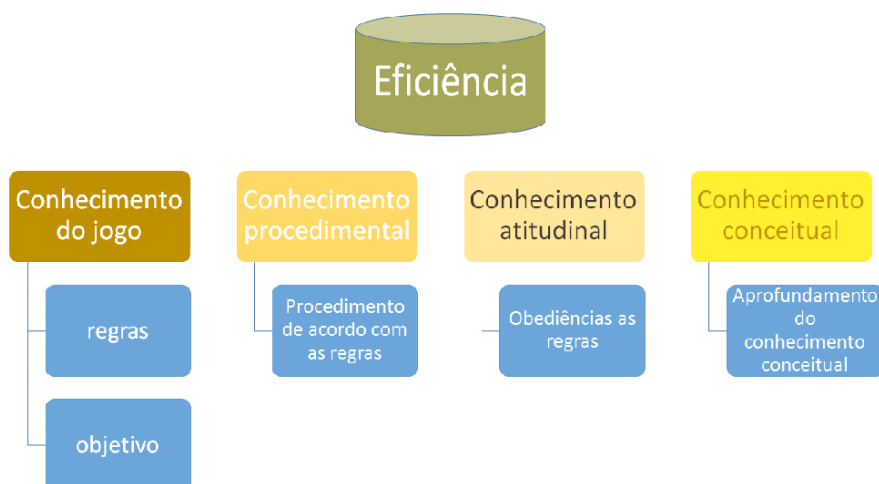 Eficiência
Conhecimento
do jogo
regras
objetivo
Conhecimento
procedimental
Procedimento
de acordo com
as regras
Conhecimento
atitudinal
Obediências as
regras
Conhecimento
conceitual
Aprofundamento
do
conhecimento
conceitual